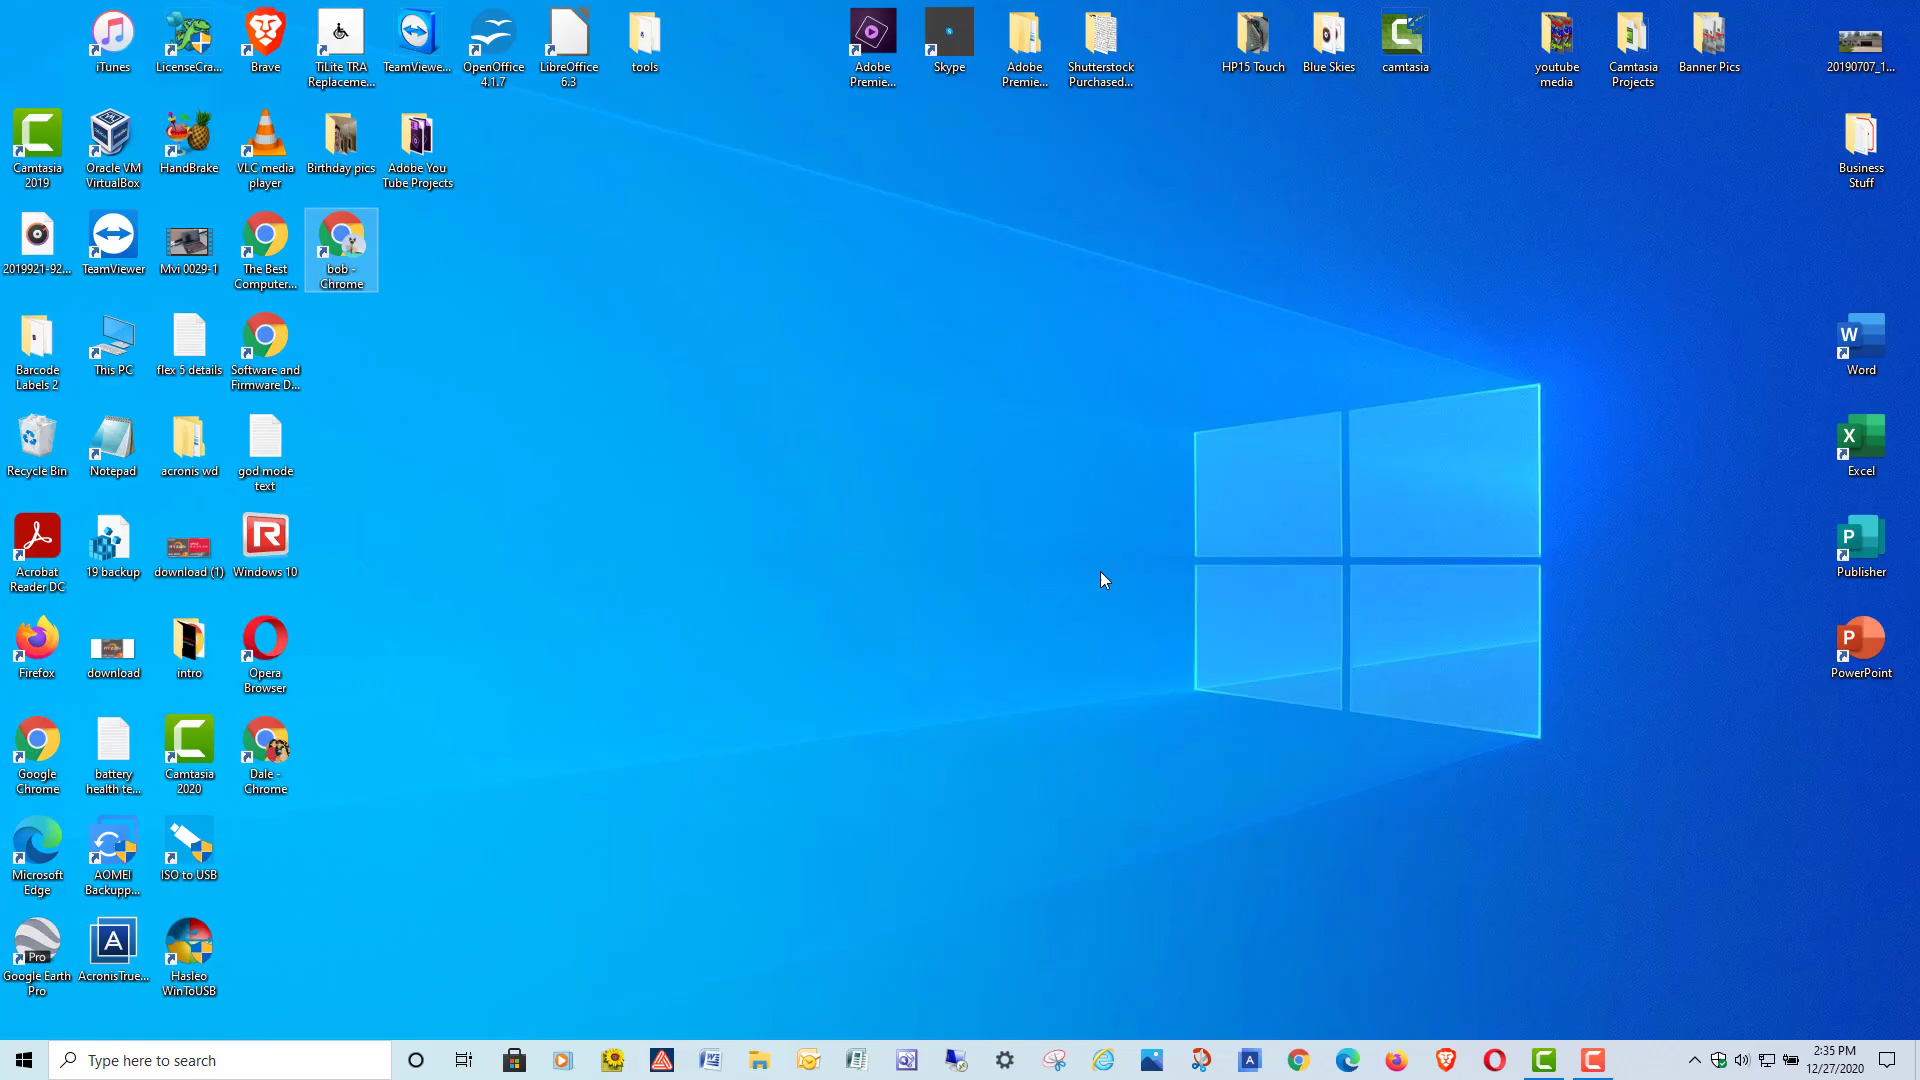 iTunes
LicenseCra...
Brave
TiLite TRA
Replaceme...
TeamViewe...
OpenOffice
4.1.7
LibreOffice
6.3
tools
Adobe
Premie...
Skype
Adobe
Premie...
Shutterstock
Purchased...
HP15 Touch
Blue Skies
camtasia
youtube
media
Camtasia
Projects
Banner Pics
20190707_1...
Camtasia
2019
Oracle VM
VirtualBox
HandBrake
VLC media
player
Birthday pics
Adobe You
Tube Projects
Business
Stuff
2019921-92...
TeamViewer
Mvi 0029-1
The Best
Computer...
bob -
Chrome
Barcode
Labels 2
This PC
flex 5 details
Software and
Firmware D...
Word
Recycle Bin
Notepad
acronis wd
god mode
text
Excel
Acrobat
Reader DC
19 backup
download (1)
Windows 10
Publisher
Firefox
download
intro
Opera
Browser
PowerPoint
Google
Chrome
battery
health te...
Camtasia
2020
Dale -
Chrome
Microsoft
Edge
AOMEI
Backupp...
ISO to USB
Pro
Google Earth
Pro
AcronisTrue...
Hasleo
WinToUSB
Type here to search
2:35 PM
12/27/2020